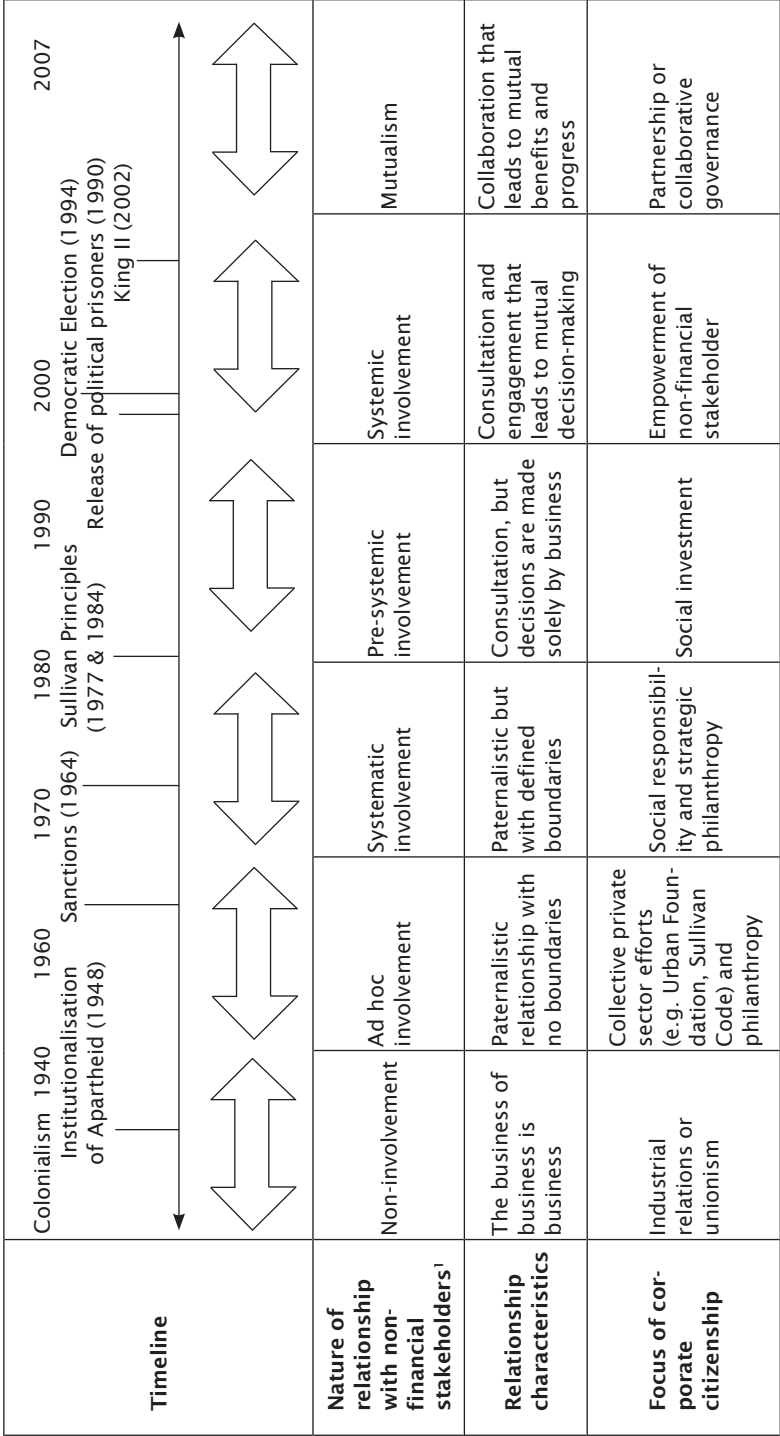 Timeline
Colonialism 1940 1960 1970 1980 1990 2000 2007
Institutionalisation
of Apartheid (1948)
Sanctions (1964)
Sullivan Principles
(1977 & 1984)
Democratic Election (1994)
Release of political prisoners (1990)
King II (2002)
Nature of
relationship
with non-
financial
stakeholders¹
Non-involvement
Ad hoc
involvement
Systematic
involvement
Pre-systemic
involvement
Systemic
involvement
Mutualism
Relationship
characteristics
The business of
business is
business
Paternalistic
relationship with
no boundaries
Paternalistic but
with defined
boundaries
Consultation, but
decisions are made
solely by business
Consultation and
engagement that
leads to mutual
decision-making
Collaboration that
leads to mutual
benefits and
progress
Focus of cor-
porate
citizenship
Industrial
relations or
unionism
Collective private
sector efforts
(e.g. Urban Foun-
dation, Sullivan
Code) and
philanthropy
Social responsibil-
ity and strategic
philanthropy
Social investment
Empowerment of
non-financial
stakeholder
Partnership or
collaborative
governance